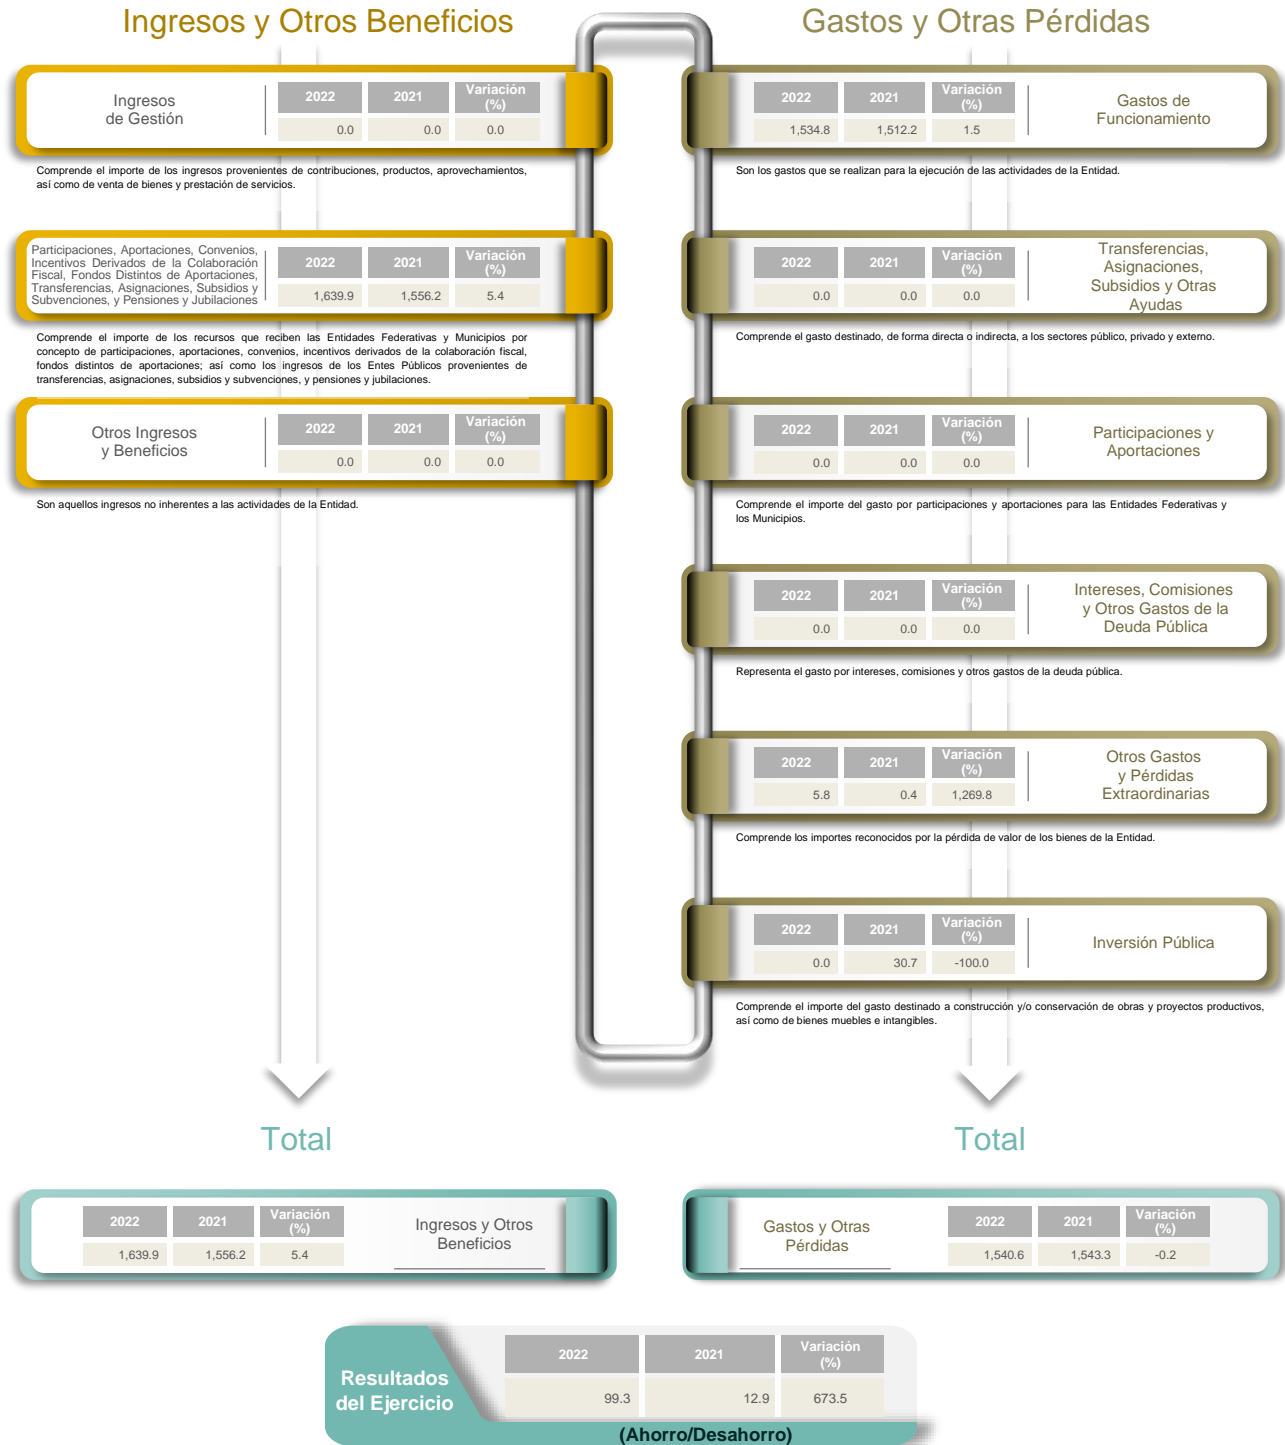 Ingresos y Otros Beneficios
Ingresos
de Gestión
2022 2021 Variación
(%)
0.0 0.0 0.0
Comprende el importe de los ingresos provenientes de contribuciones, productos, aprovechamientos,
así como de venta de bienes y prestación de servicios.
Participaciones, Aportaciones, Convenios,
Incentivos Derivados de la Colaboración
Fiscal, Fondos Distintos de Aportaciones,
Transferencias, Asignaciones, Subsidios y
Subvenciones, y Pensiones y Jubilaciones
2022 2021 Variación
(%)
1,639.9 1,556.2 5.4
Comprende el importe de los recursos que reciben las Entidades Federativas y Municipios por
concepto de participaciones, aportaciones, convenios, incentivos derivados de la colaboración fiscal,
fondos distintos de aportaciones; así como los ingresos de los Entes Públicos provenientes de
transferencias, asignaciones, subsidios y subvenciones, y pensiones y jubilaciones.
Otros Ingresos
y Beneficios
2022 2021 Variación
(%)
0.0 0.0 0.0
Son aquellos ingresos no inherentes a las actividades de la Entidad.
Gastos y Otras Pérdidas
2022 2021 Variación
(%)
1,534.8 1,512.2 1.5
Gastos de
Funcionamiento
Son los gastos que se realizan para la ejecución de las actividades de la Entidad.
2022 2021 Variación
(%)
0.0 0.0 0.0
Transferencias,
Asignaciones,
Subsidios y Otras
Ayudas
Comprende el gasto destinado, de forma directa o indirecta, a los sectores público, privado y externo.
2022 2021 Variación
(%)
0.0 0.0 0.0
Participaciones y
Aportaciones
Comprende el importe del gasto por participaciones y aportaciones para las Entidades Federativas y
los Municipios.
2022 2021 Variación
(%)
0.0 0.0 0.0
Intereses, Comisiones
y Otros Gastos de la
Deuda Pública
Representa el gasto por intereses, comisiones y otros gastos de la deuda pública.
2022 2021 Variación
(%)
5.8 0.4 1,269.8
Otros Gastos
y Pérdidas
Extraordinarias
Comprende los importes reconocidos por la pérdida de valor de los bienes de la Entidad.
2022 2021 Variación
(%)
0.0 30.7 -100.0
Inversión Pública
Comprende el importe del gasto destinado a construcción y/o conservación de obras y proyectos productivos,
así como de bienes muebles e intangibles.
Total
2022 2021 Variación
(%)
1,639.9 1,556.2 5.4
Ingresos y Otros
Beneficios
Total
Gastos y Otras
Pérdidas
2022 2021 Variación
(%)
1,540.6 1,543.3 -0.2
Resultados
del Ejercicio
2022 2021 Variación
(%)
99.3 12.9 673.5
(Ahorro/Desahorro)